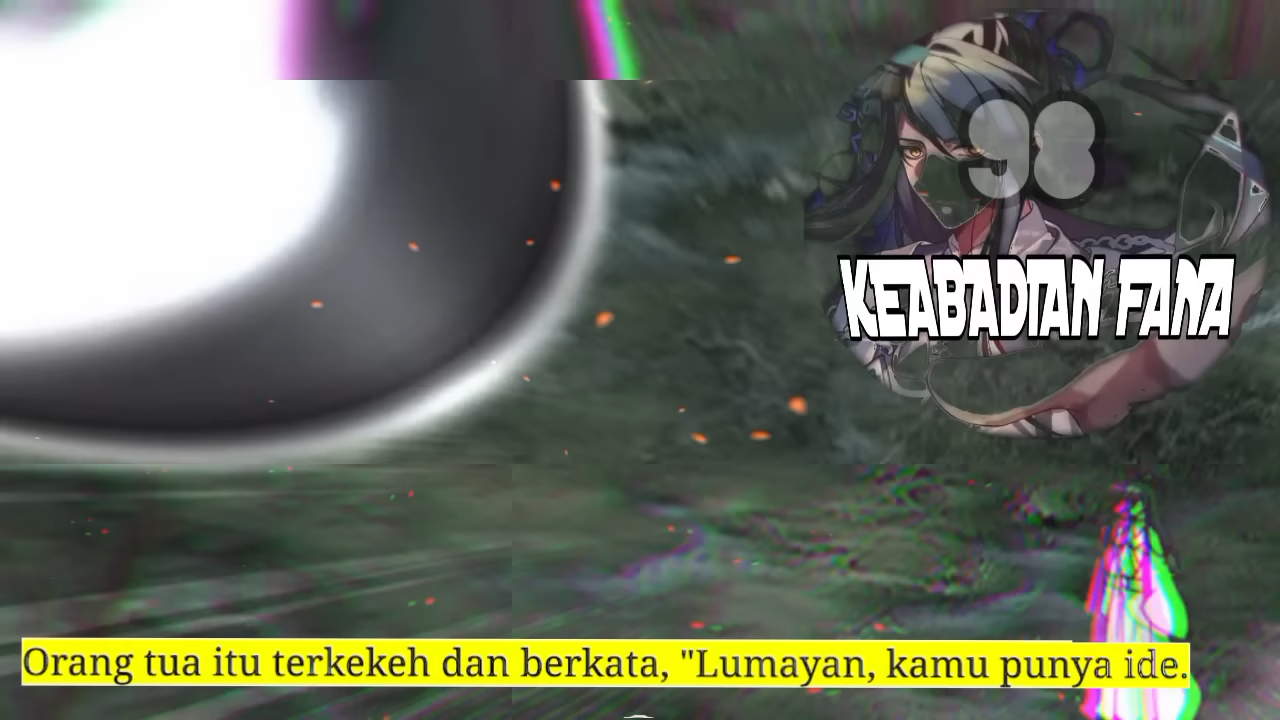 98
KEABADIAN FANA
Orang tua itu terkekeh dan berkata, "Lumayan, kamu punya ide.